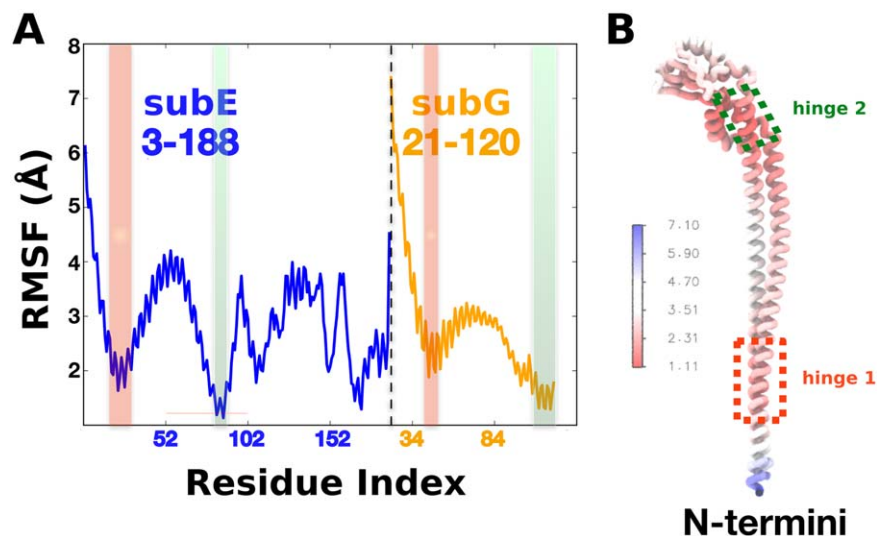 A
8
7
6
5
4
3
2
RMSF (Å)
subE
3-188
subG
21-120
52
102
152
34
84
Residue Index
B
hinge 2
7.10
5.90
4.70
3.51
2.31
1.11
hinge 1
N-termini